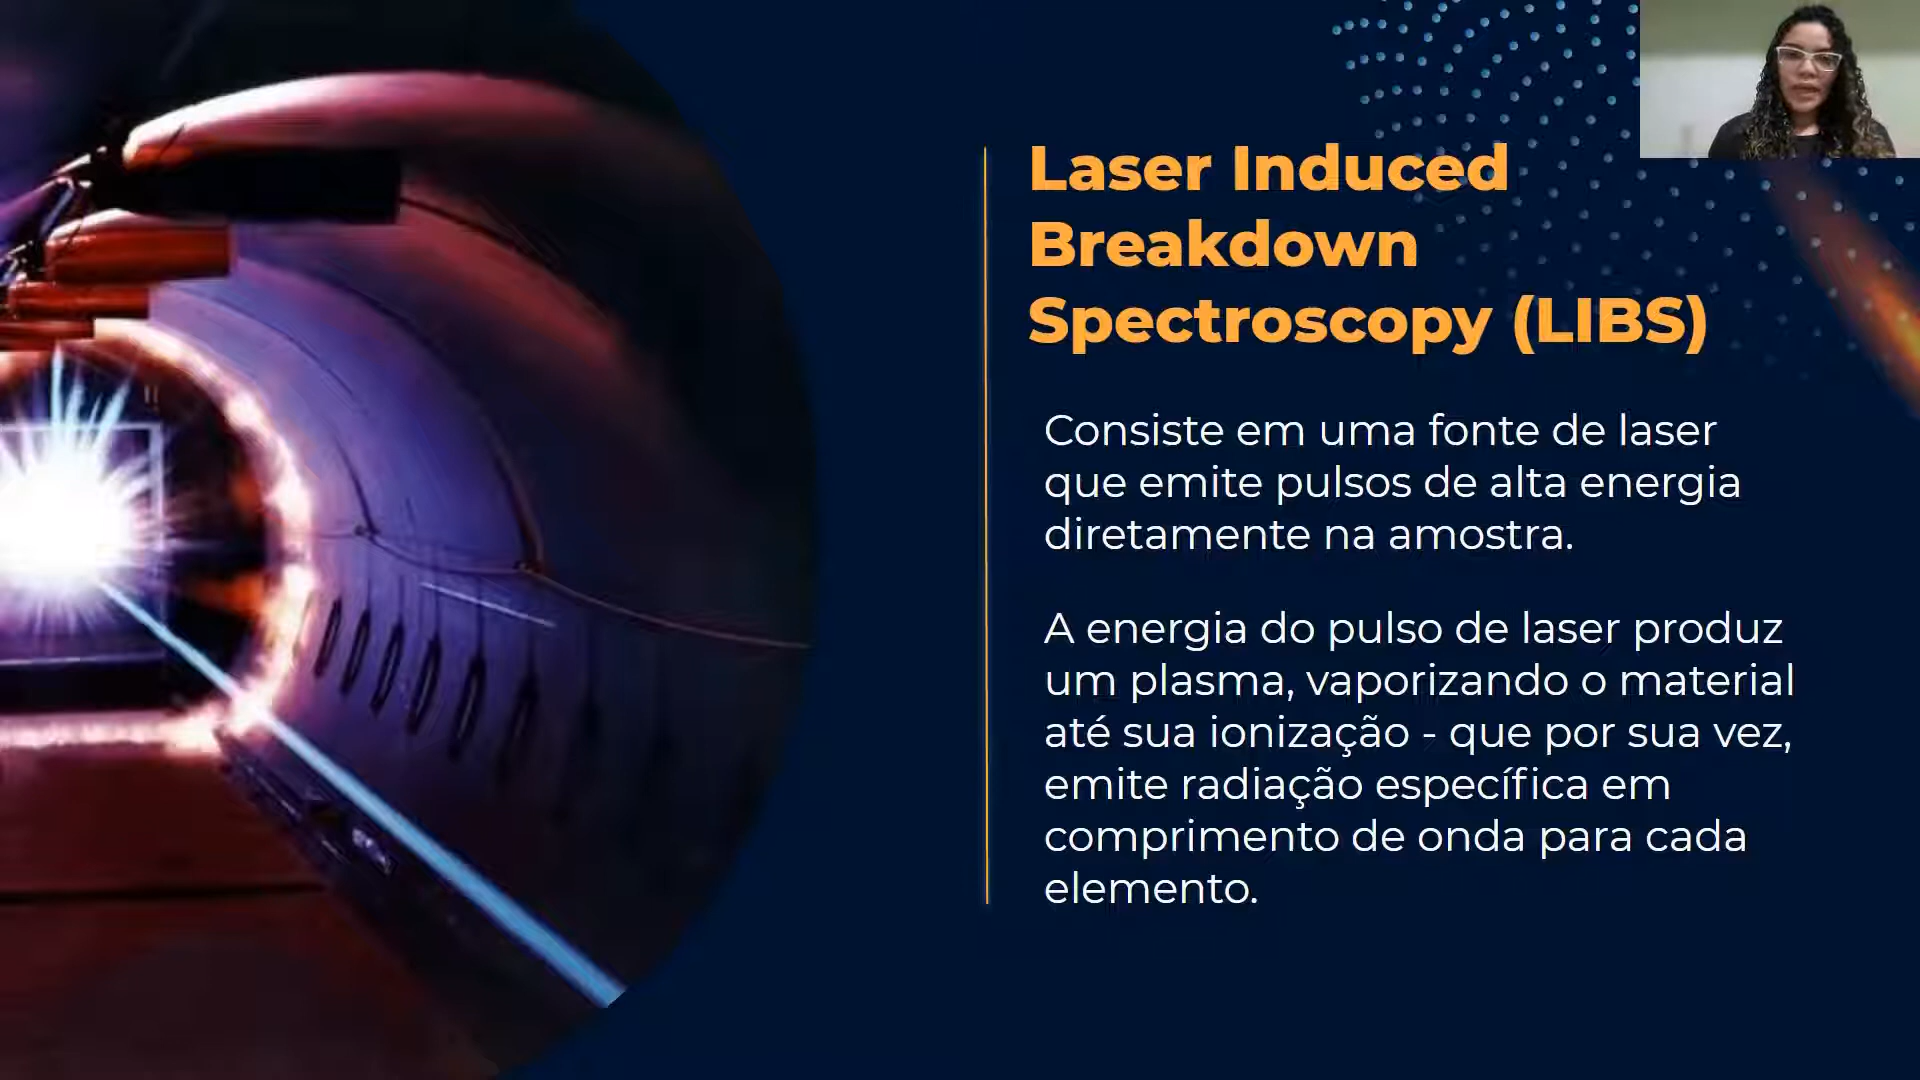 Laser Induced
Breakdown
Spectroscopy (LIBS)
Consiste em uma fonte de laser
que emite pulsos de alta energia
diretamente na amostra.
A energia do pulso de laser produz
um plasma, vaporizando o material
até sua ionização - que por sua vez,
emite radiação específica em
comprimento de onda para cada
elemento.